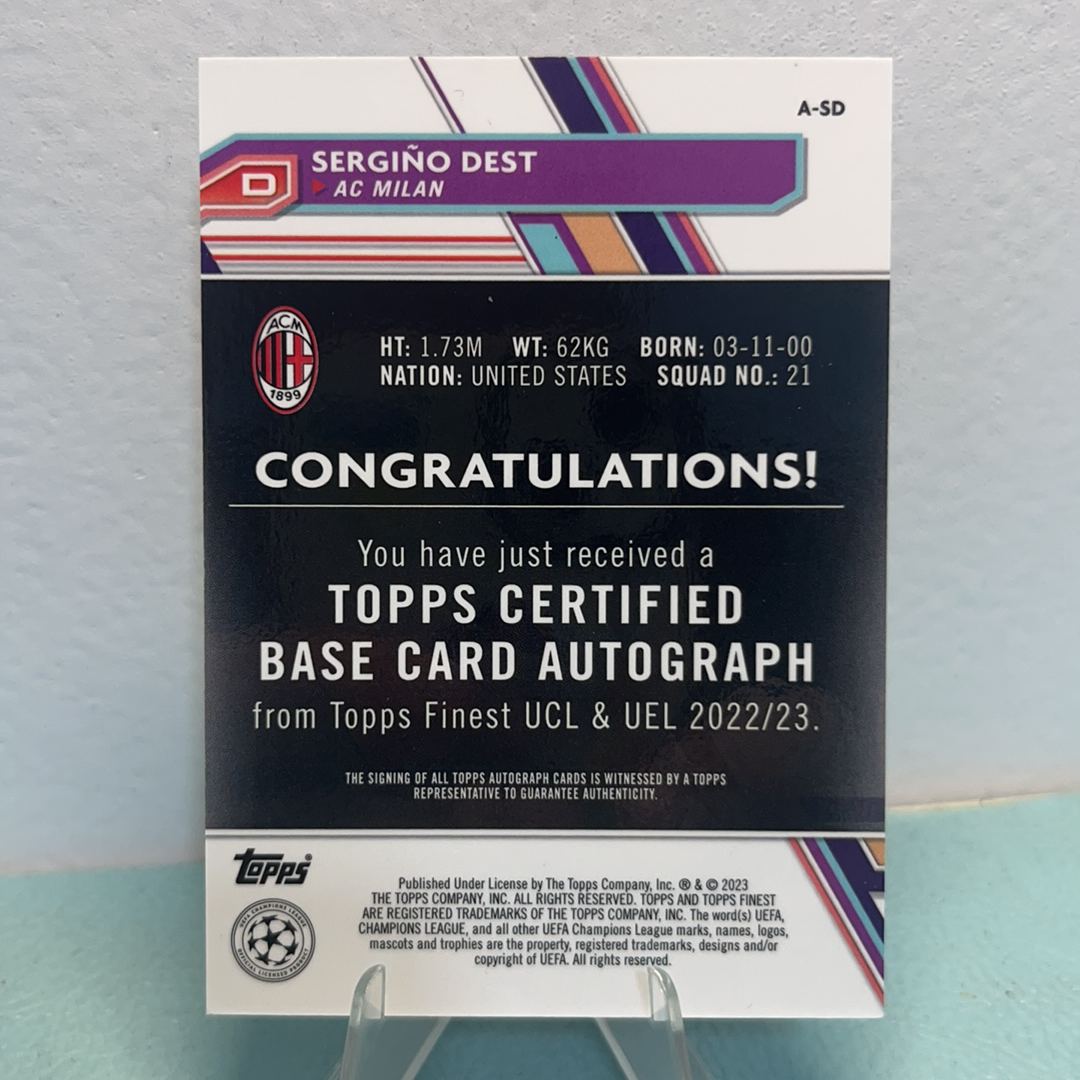 A-SD
D
SERGIÑO DEST
AC MILAN
ACM
1899
HT: 1.73M WT: 62KG BORN: 03-11-00
NATION: UNITED STATES SQUAD NO.: 21
CONGRATULATIONS!
You have just received a
TOPPS CERTIFIED
BASE CARD AUTOGRAPH
from Topps Finest UCL & UEL 2022/23.
THE SIGNING OF ALL TOPPS AUTOGRAPH CARDS IS WITNESSED BY A TOPPS
REPRESENTATIVE TO GUARANTEE AUTHENTICITY.
topps®
UEFA CHAMPIONS LEAGUE
OFFICIAL LICENSED PRODUCT
Published Under License by The Topps Company, Inc. ® & © 2023
THE TOPPS COMPANY, INC. ALL RIGHTS RESERVED. TOPPS AND TOPPS FINEST
ARE REGISTERED TRADEMARKS OF THE TOPPS COMPANY, INC. The word(s) UEFA,
CHAMPIONS LEAGUE, and all other UEFA Champions League marks, names, logos,
mascots and trophies are the property, registered trademarks, designs and/or
copyright of UEFA. All rights reserved.